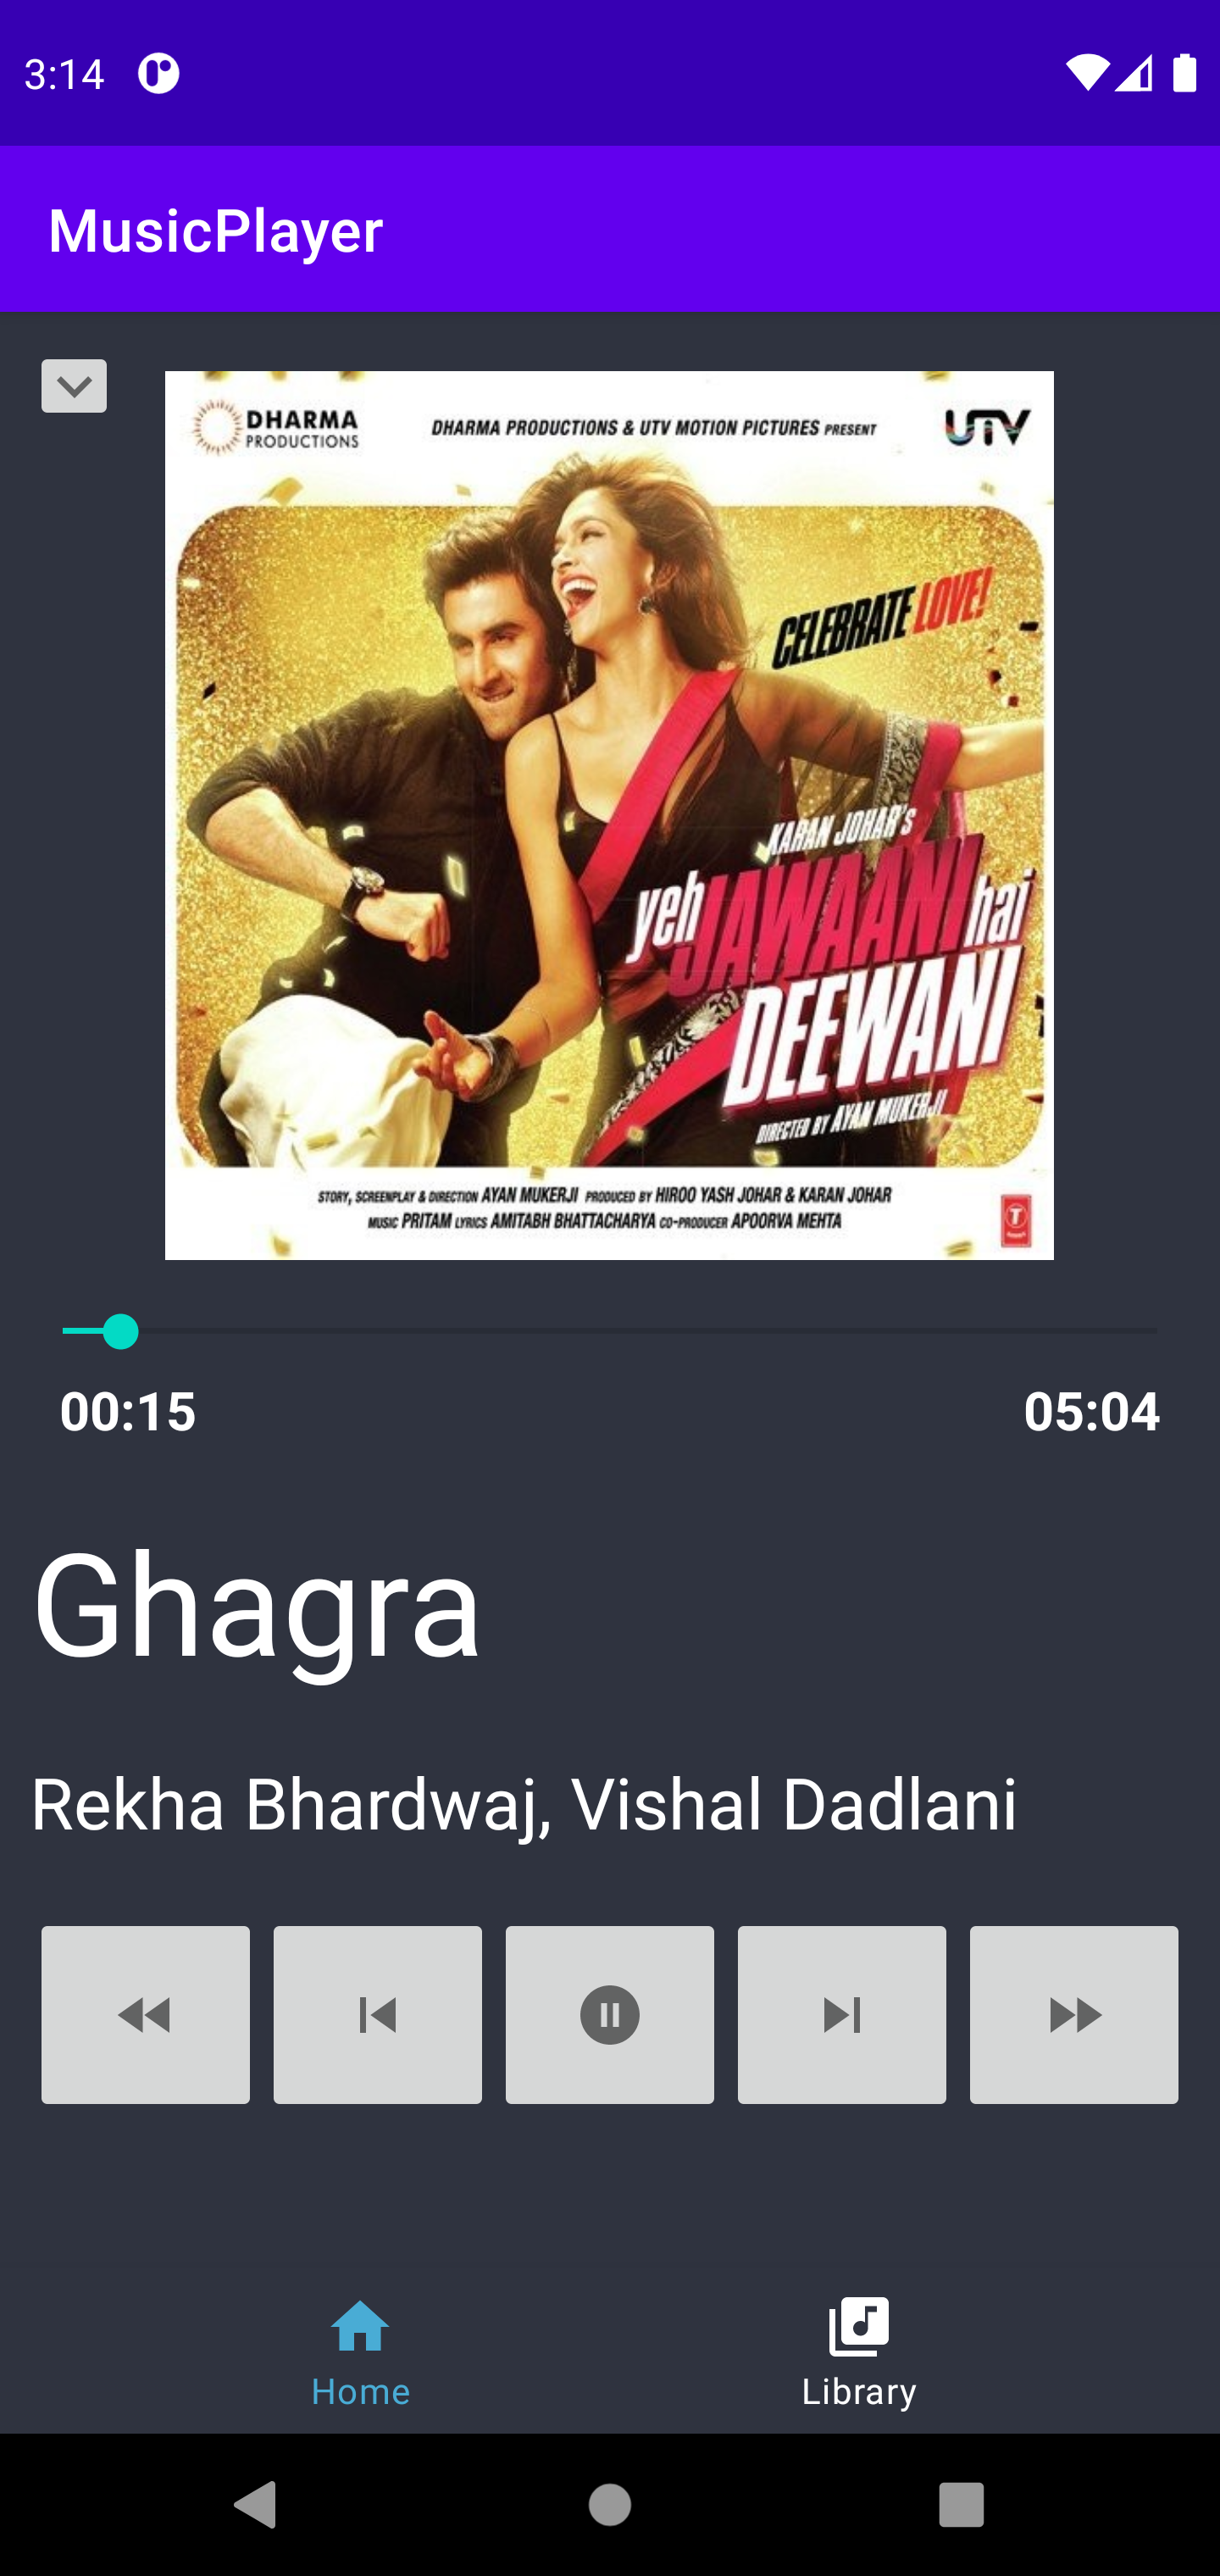 3:14
MusicPlayer
DHARMA
PRODUCTIONS
DHARMA PRODUCTIONS & UTV MOTION PICTURES PRESENT
UTV
CELEBRATE LOVE!
KARAN JOHAR'S
yeh JAWAANI hai
DEEWANI
DIRECTED BY AYAN MUKERJI
STORY, SCREENPLAY & DIRECTION AYAN MUKERJI PRODUCED BY HIROO YASH JOHAR & KARAN JOHAR
MUSIC PRITAM LYRICS AMITABH BHATTACHARYA CO-PRODUCER APOORVA MEHTA
T
00:15
05:04
Ghagra
Rekha Bhardwaj, Vishal Dadlani
Home
Library